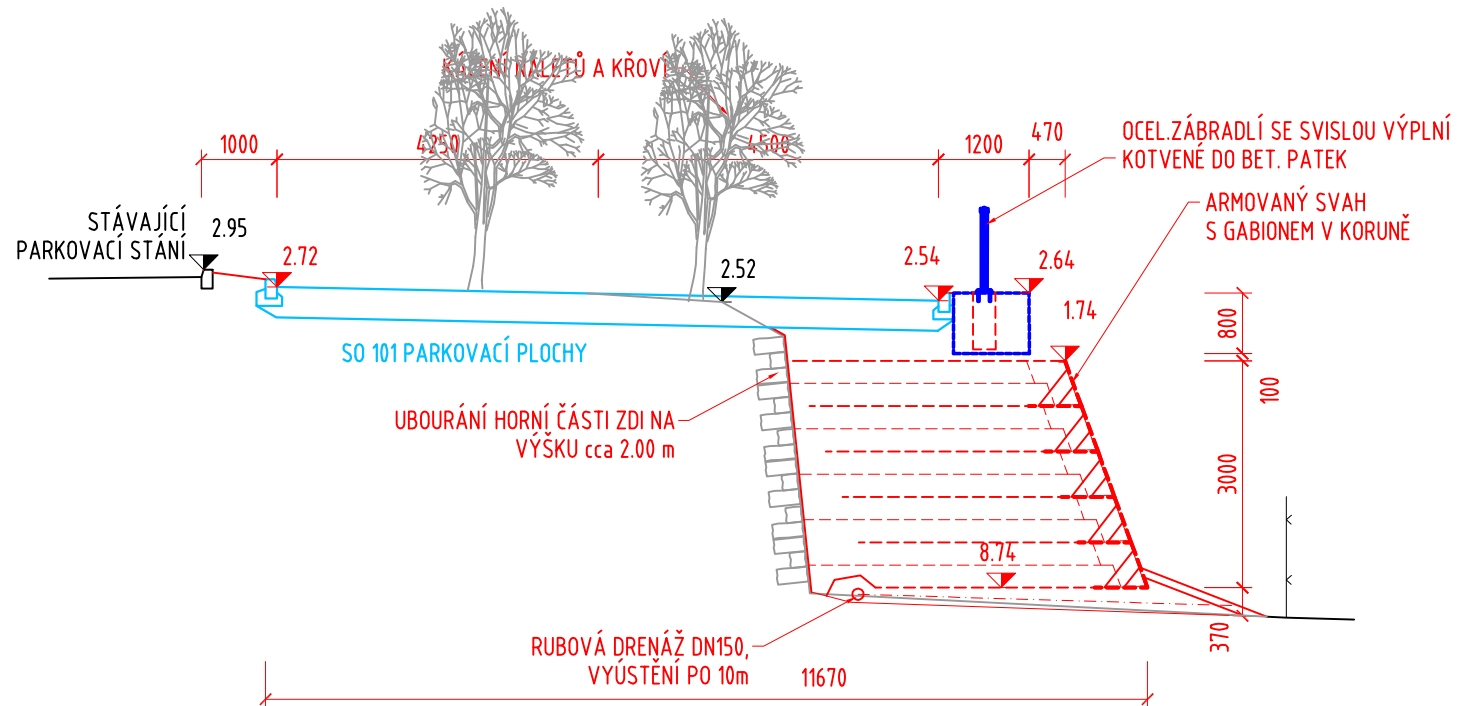 KÁCENÍ NÁLETŮ A KŘOVÍ
1000
4250
4500
1200
470
OCEL.ZÁBRADLÍ SE SVISLOU VÝPLNÍ
KOTVENÉ DO BET. PATEK
ARMOVANÝ SVAH
S GABIONEM V KORUNĚ
STÁVAJÍCÍ
PARKOVACÍ STÁNÍ
2.95
2.72
2.52
2.54
2.64
1.74
800
100
SO 101 PARKOVACÍ PLOCHY
UBOURÁNÍ HORNÍ ČÁSTI ZDI NA
VÝŠKU cca 2.00 m
3000
8.74
370
RUBOVÁ DRENÁŽ DN150,
VYÚSTĚNÍ PO 10m
11670